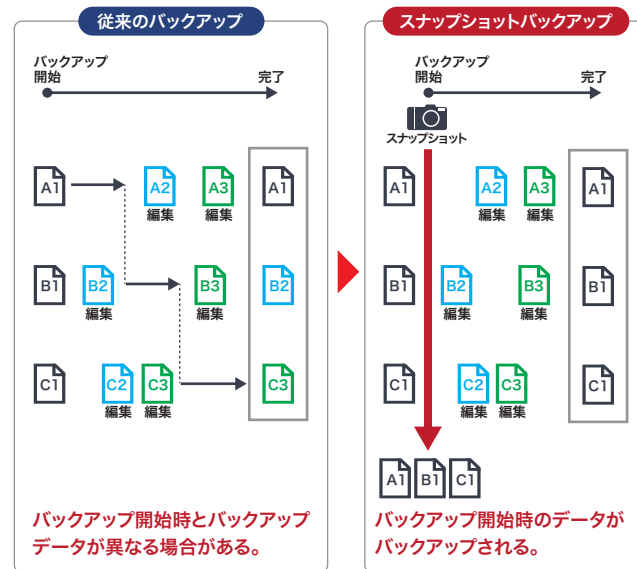 従来のバックアップ
バックアップ
開始
完了
A1
A2
編集
A3
編集
A1
B1
B2
編集
B3
編集
B2
C1
C2
編集
C3
編集
C3
バックアップ開始時とバックアップ
データが異なる場合がある。
スナップショットバックアップ
バックアップ
開始
完了
スナップショット
A1
A2
編集
A3
編集
A1
B1
B2
編集
B3
編集
B1
C1
C2
編集
C3
編集
C1
A1
B1
C1
バックアップ開始時のデータが
バックアップされる。